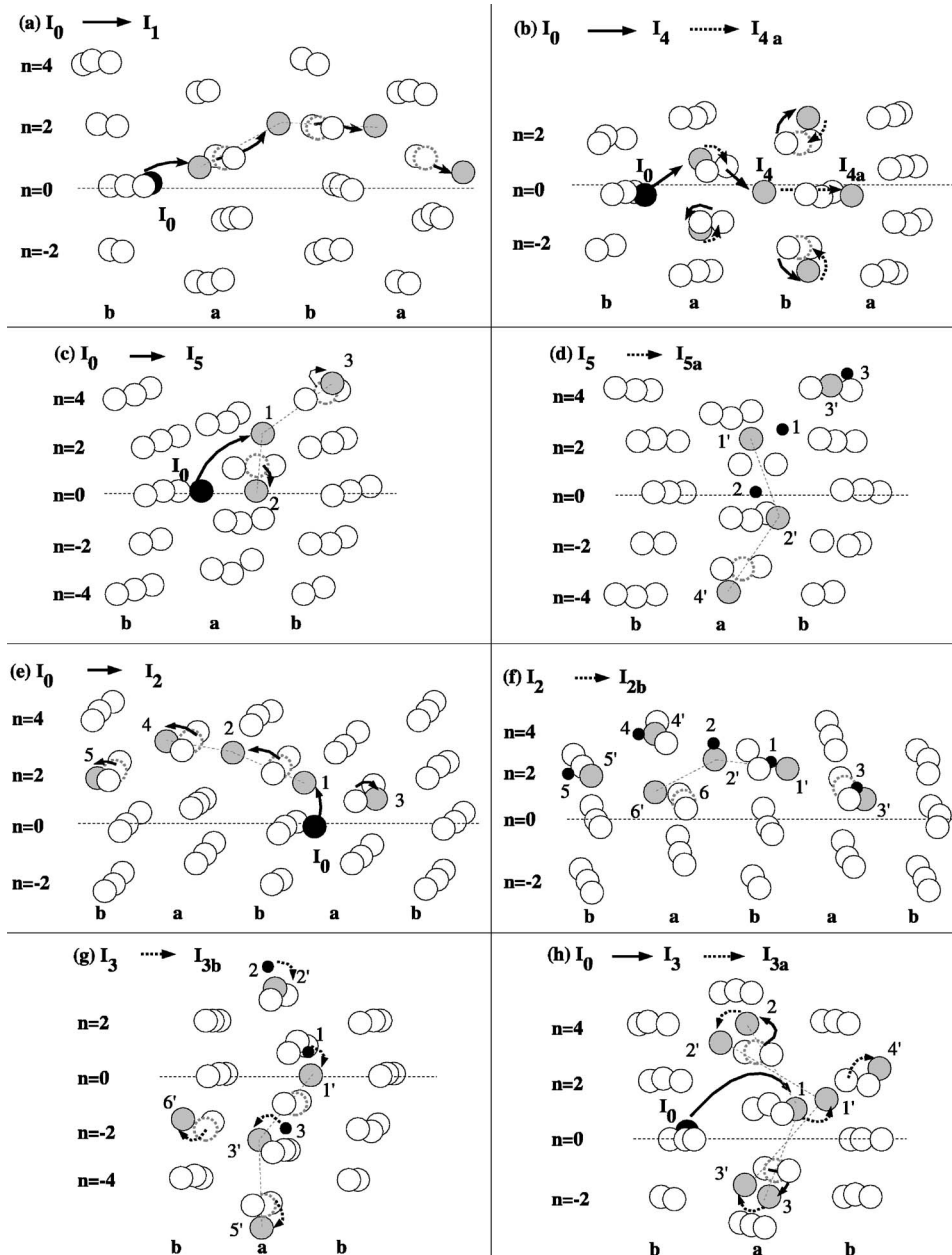 (a) I0 I1
n=4
n=2
n=0
I0
n=-2
b a b a
(b) I0 I4 I4a
n=2
I0 I4 I4a
n=0
n=-2
b a b a
(c) I0 I5
3
n=4
1
n=2
I0
n=0
2
n=-2
n=-4
b a b
(d) I5 I5a
3
n=4
3'
1' 1
n=2
2
n=0
2'
n=-2
n=-4
4'
b a b
(e) I0 I2
n=4
4 2
5 1
n=2
3
n=0
I0
n=-2
b a b a b
(f) I2 I2b
n=4
4 4' 2
5' 1 3
n=2
5 2' 1'
6' 6 3'
n=0
n=-2
b a b a b
(g) I3 I3b
2 2'
n=2
1
n=0
1'
6'
n=-2
3
3'
n=-4
5'
b a b
(h) I0 I3 I3a
2
n=4
2' 4'
n=2
I0 1 1'
n=0
3'
n=-2
3
b a b